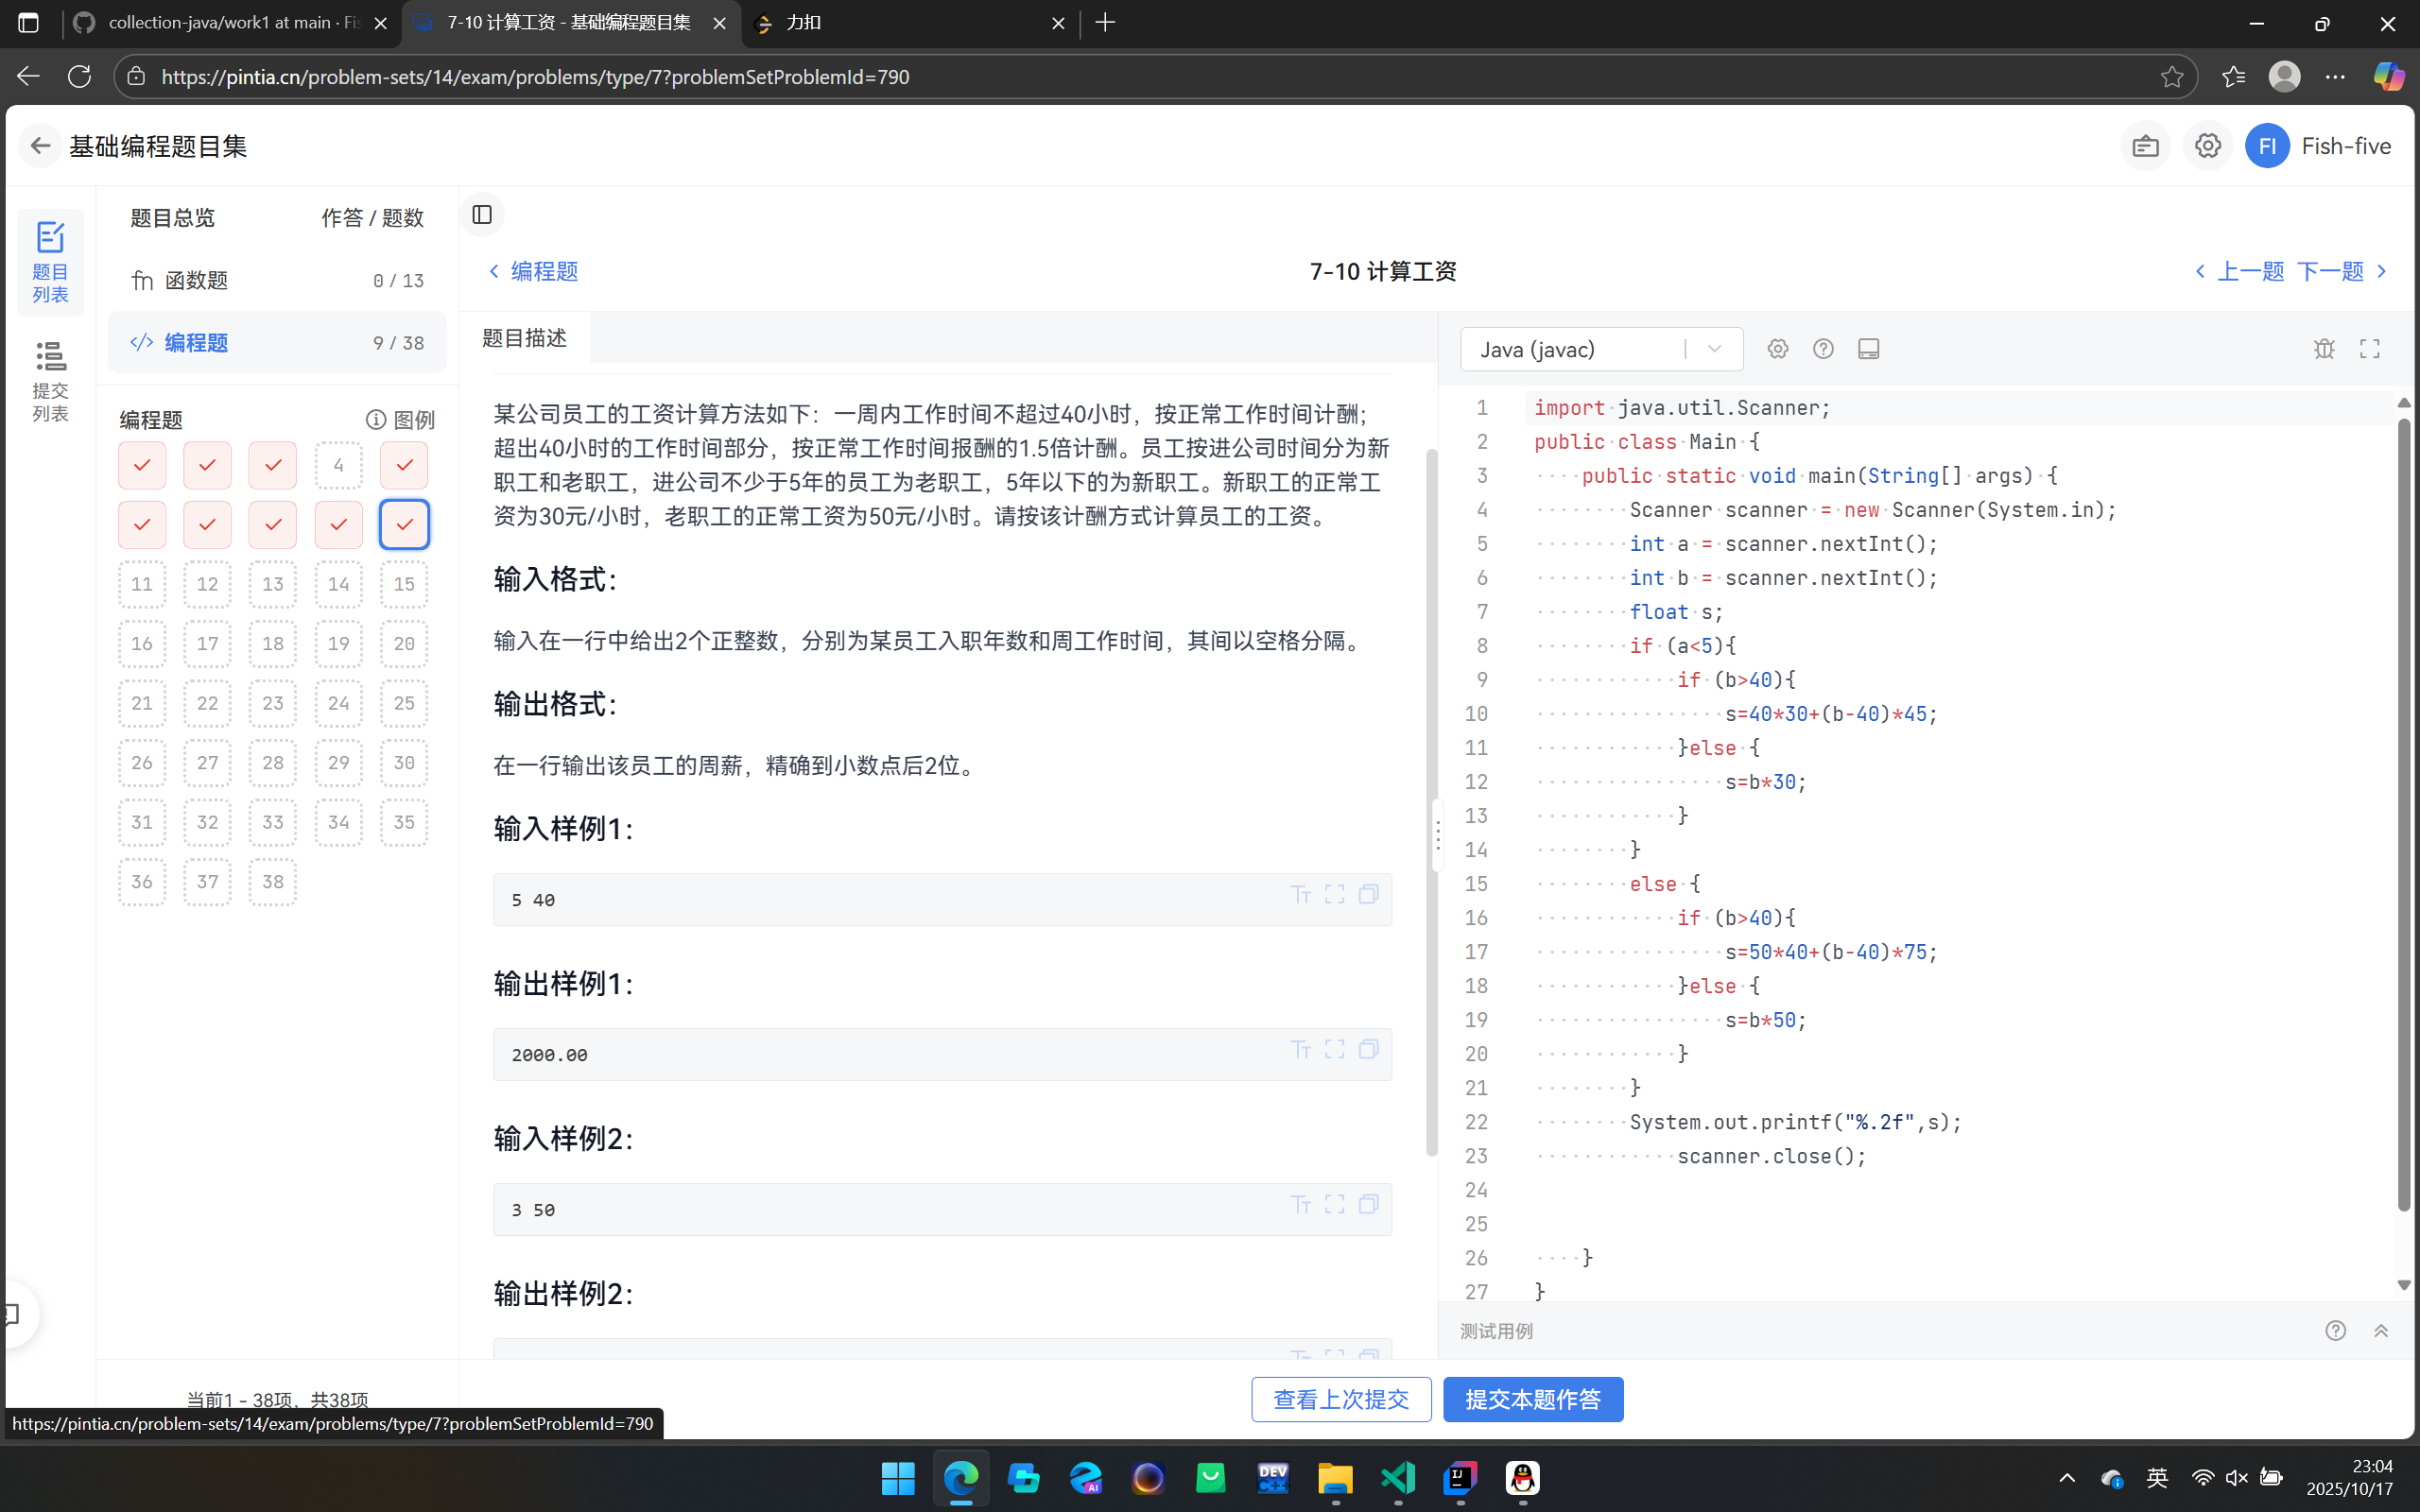 collection-java/work1 at main · Fis
7-10 计算工资 - 基础编程题目集
力扣
https://pintia.cn/problem-sets/14/exam/problems/type/7?problemSetProblemId=790
基础编程题目集
FI
Fish-five
题目列表
提交列表
题目总览
作答 / 题数
fn 函数题
0 / 13
</> 编程题
9 / 38
编程题
图例
4
11 12 13 14 15
16 17 18 19 20
21 22 23 24 25
26 27 28 29 30
31 32 33 34 35
36 37 38
当前1 - 38项，共38项
编程题
7-10 计算工资
上一题 下一题
题目描述
某公司员工的工资计算方法如下：一周内工作时间不超过40小时，按正常工作时间计酬；
超出40小时的工作时间部分，按正常工作时间报酬的1.5倍计酬。员工按进公司时间分为新
职工和老职工，进公司不少于5年的员工为老职工，5年以下的为新职工。新职工的正常工
资为30元/小时，老职工的正常工资为50元/小时。请按该计酬方式计算员工的工资。
输入格式：
输入在一行中给出2个正整数，分别为某员工入职年数和周工作时间，其间以空格分隔。
输出格式：
在一行输出该员工的周薪，精确到小数点后2位。
输入样例1：
5 40
输出样例1：
2000.00
输入样例2：
3 50
输出样例2：
Java (javac)
1 import java.util.Scanner;
2 public class Main {
3     public static void main(String[] args) {
4         Scanner scanner = new Scanner(System.in);
5         int a = scanner.nextInt();
6         int b = scanner.nextInt();
7         float s;
8         if (a<5){
9             if (b>40){
10                 s=40*30+(b-40)*45;
11             }else {
12                 s=b*30;
13             }
14         }
15         else {
16             if (b>40){
17                 s=50*40+(b-40)*75;
18             }else {
19                 s=b*50;
20             }
21         }
22         System.out.printf("%.2f",s);
23             scanner.close();
24
25
26     }
27 }
测试用例
查看上次提交
提交本题作答
https://pintia.cn/problem-sets/14/exam/problems/type/7?problemSetProblemId=790
AI
DEV
C++
IJ
英
23:04
2025/10/17